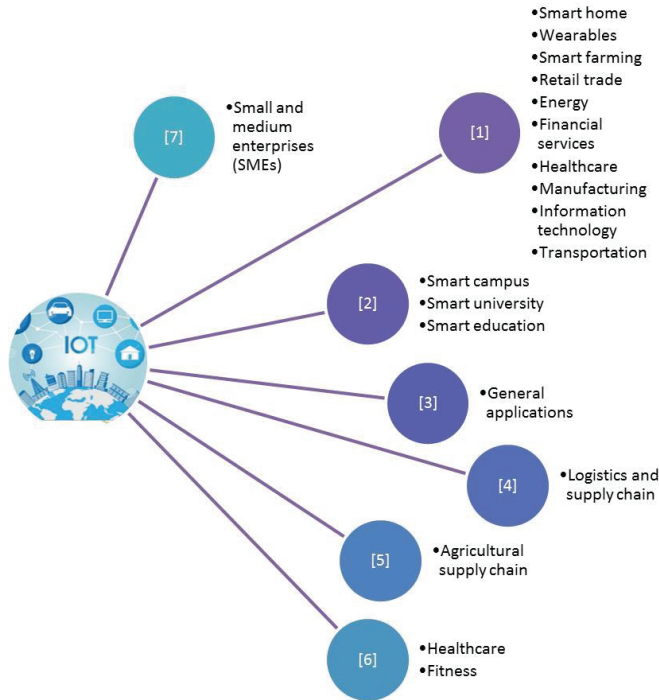 •Smart home
•Wearables
•Smart farming
•Retail trade
•Energy
•Financial
services
•Healthcare
•Manufacturing
•Information
technology
•Transportation
[1]
[7]
•Small and
medium
enterprises
(SMEs)
[2]
•Smart campus
•Smart university
•Smart education
IOT
[3]
•General
applications
[4]
•Logistics and
supply chain
[5]
•Agricultural
supply chain
[6]
•Healthcare
•Fitness